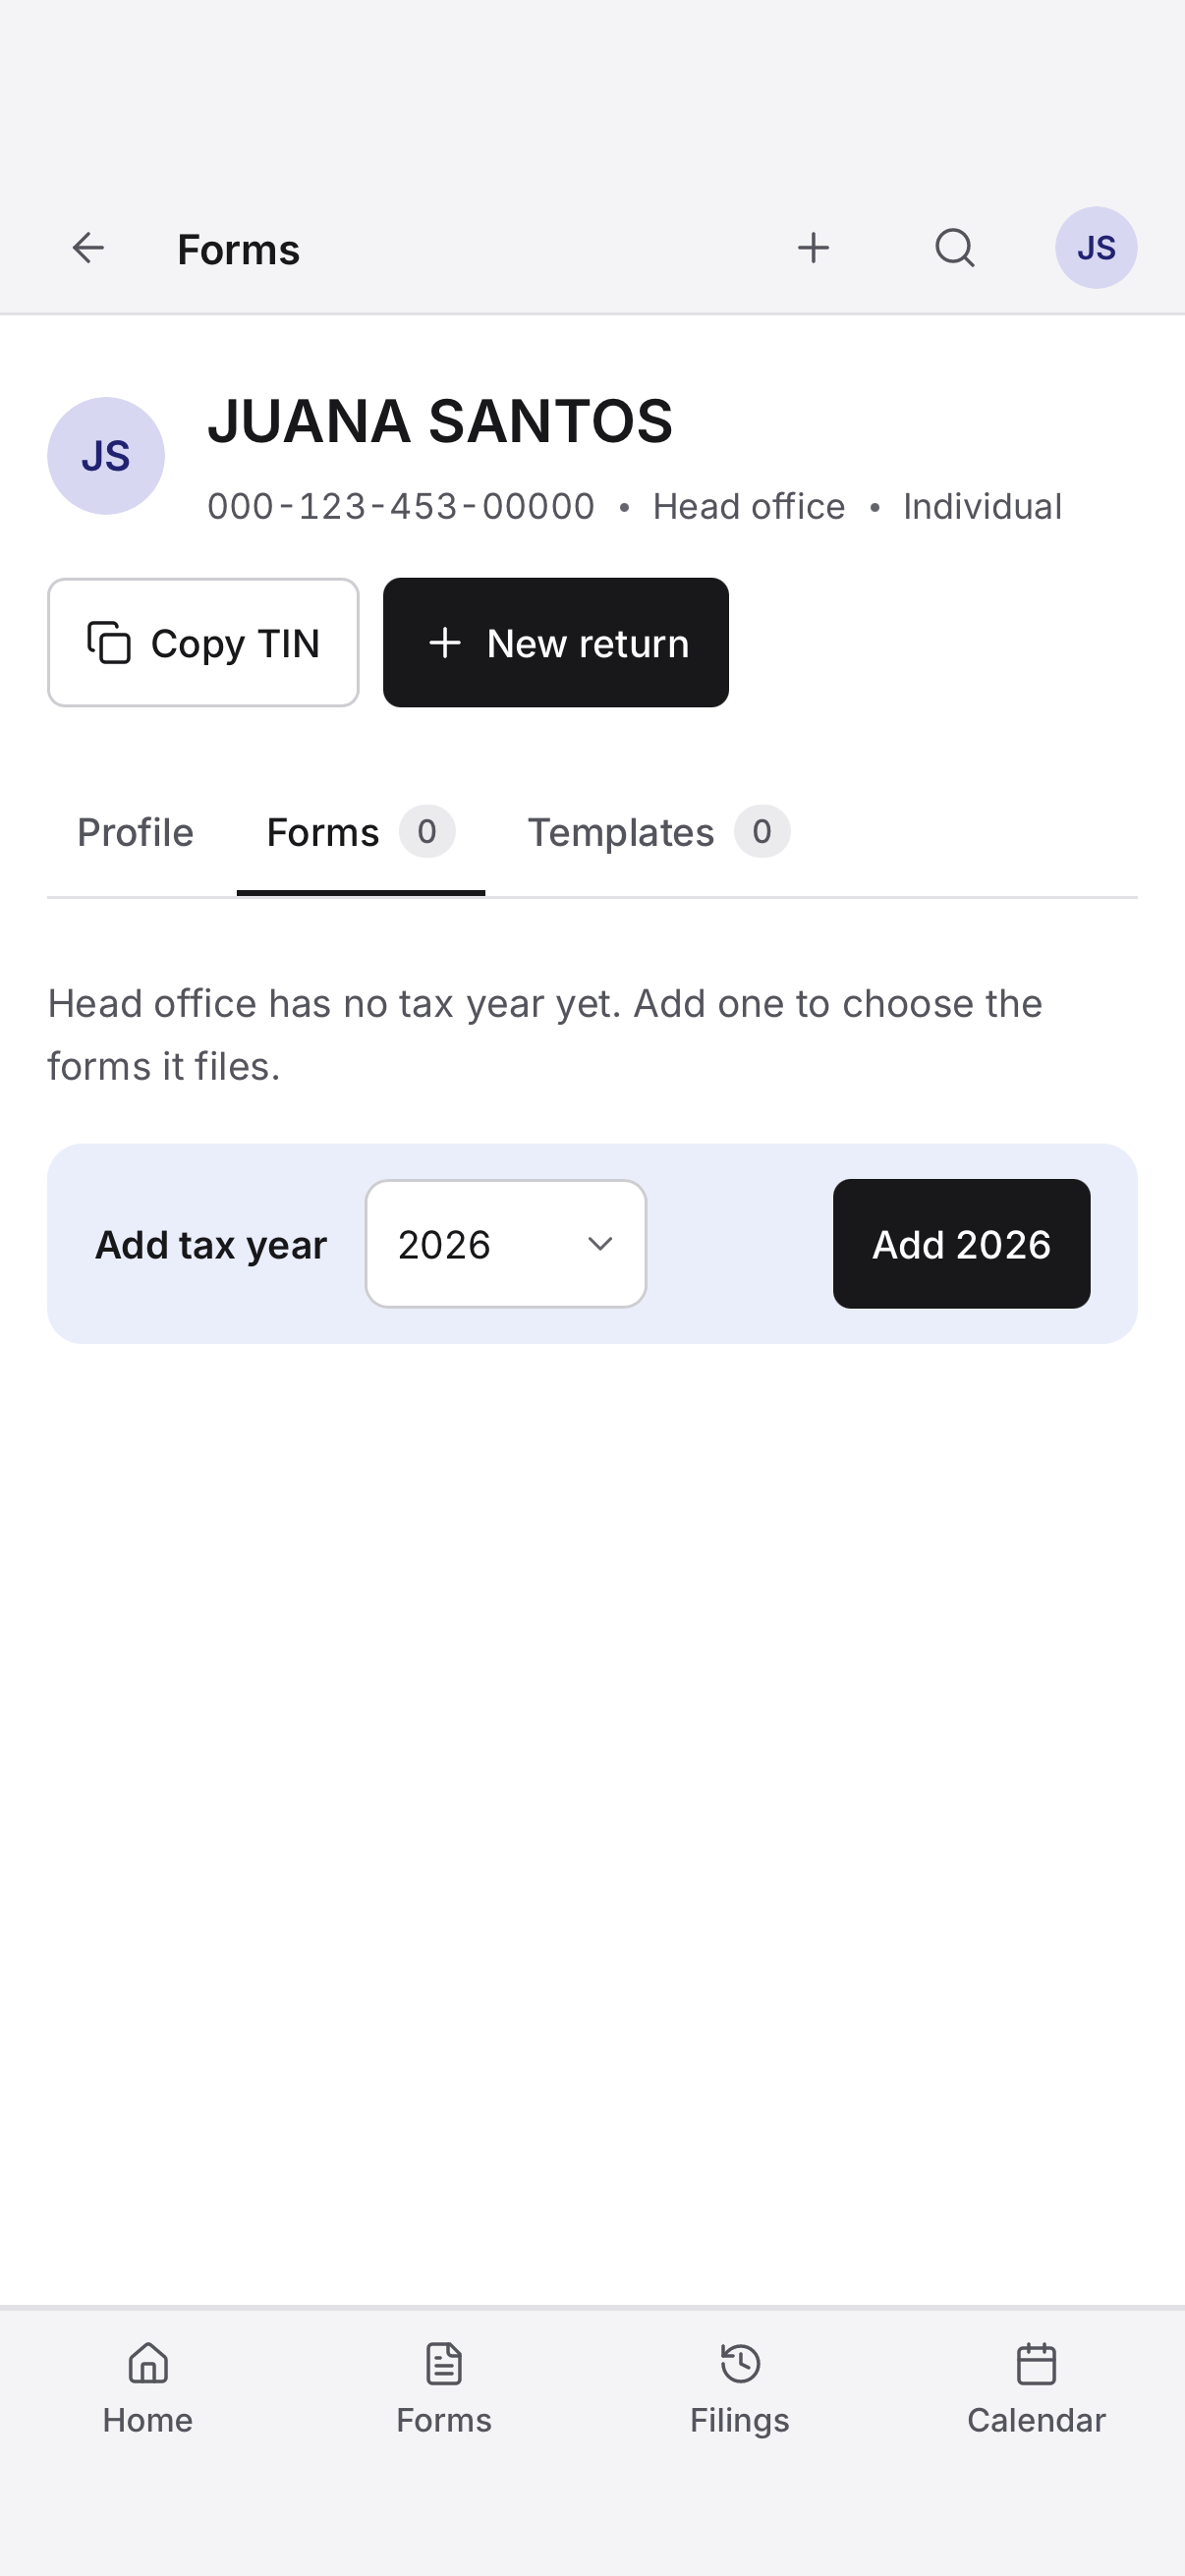 Forms
JS
JS
JUANA SANTOS
000-123-453-00000 • Head office • Individual
Copy TIN
New return
Profile
Forms 0
Templates 0
Head office has no tax year yet. Add one to choose the
forms it files.
Add tax year
2026
Add 2026
Home
Forms
Filings
Calendar